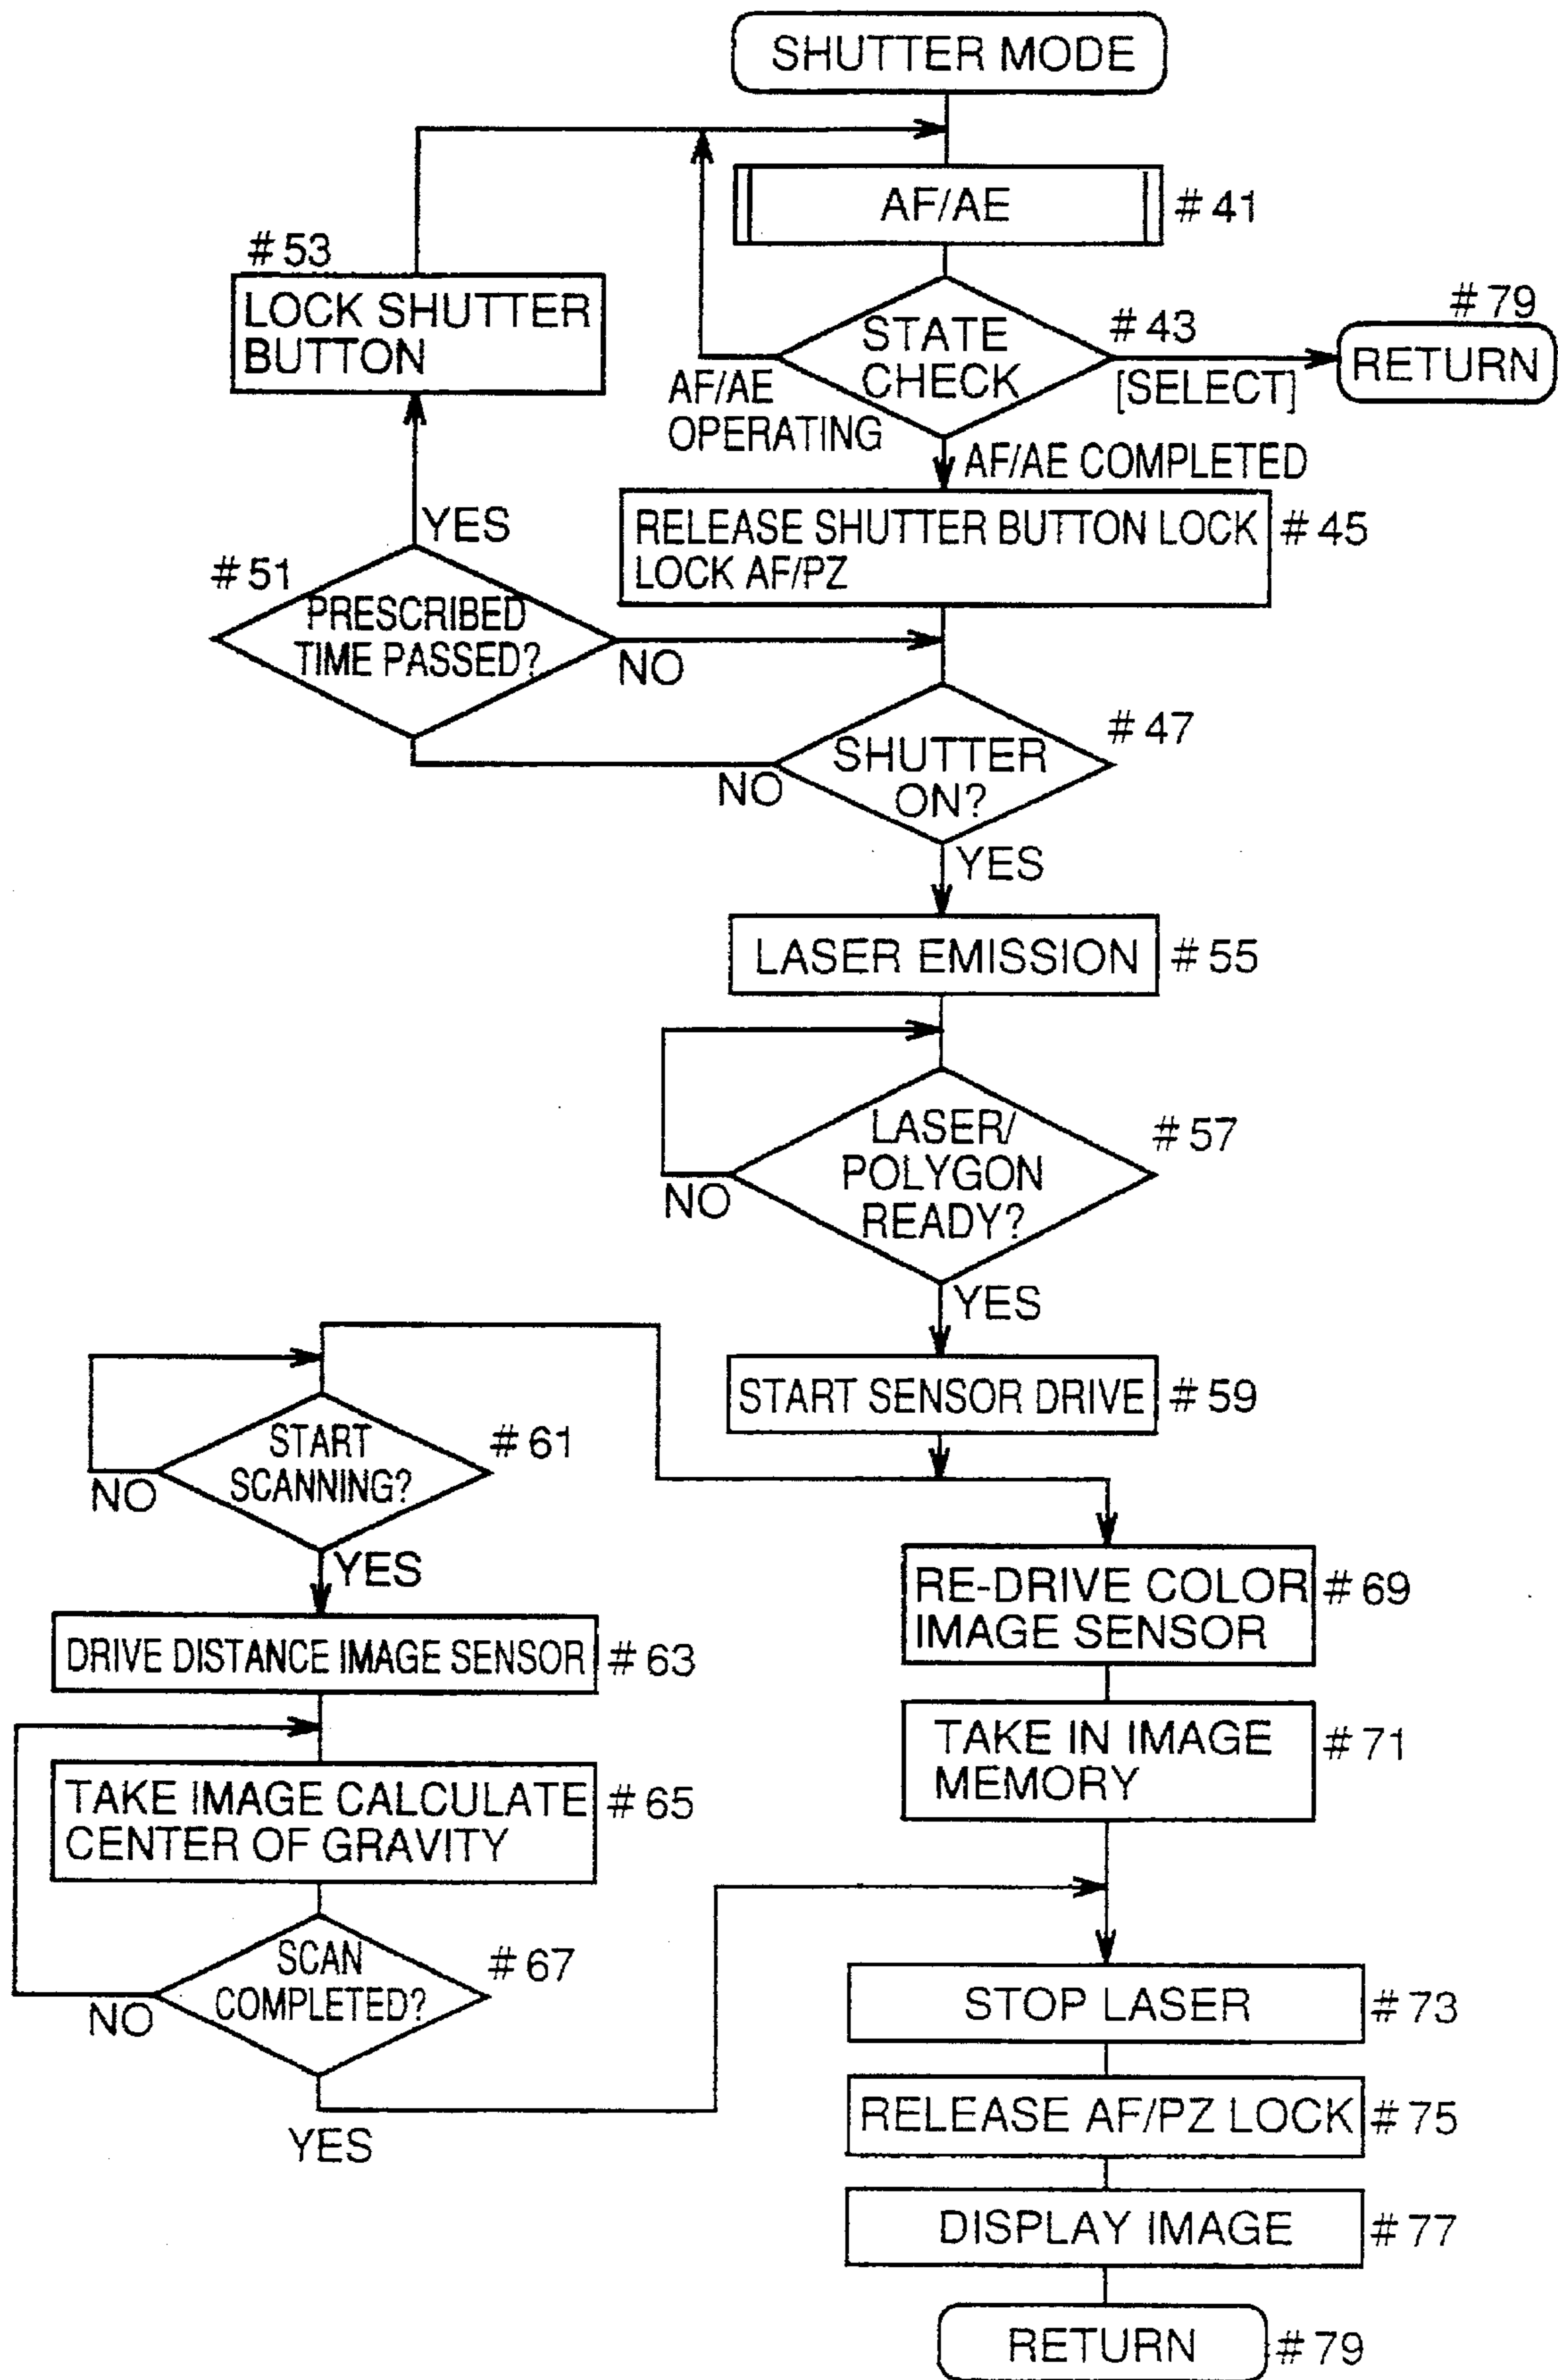 SHUTTER MODE
AF/AE
#41
#53
LOCK SHUTTER
BUTTON
STATE
CHECK
#43
[SELECT]
#79
RETURN
AF/AE
OPERATING
AF/AE COMPLETED
RELEASE SHUTTER BUTTON LOCK
LOCK AF/PZ
#45
YES
#51
PRESCRIBED
TIME PASSED?
NO
#47
SHUTTER
ON?
NO
YES
LASER EMISSION
#55
LASER/
POLYGON
READY?
#57
NO
YES
START SENSOR DRIVE
#59
START
SCANNING?
#61
NO
YES
DRIVE DISTANCE IMAGE SENSOR
#63
TAKE IMAGE CALCULATE
CENTER OF GRAVITY
#65
SCAN
COMPLETED?
#67
NO
YES
RE-DRIVE COLOR
IMAGE SENSOR
#69
TAKE IN IMAGE
MEMORY
#71
STOP LASER
#73
RELEASE AF/PZ LOCK
#75
DISPLAY IMAGE
#77
RETURN
#79